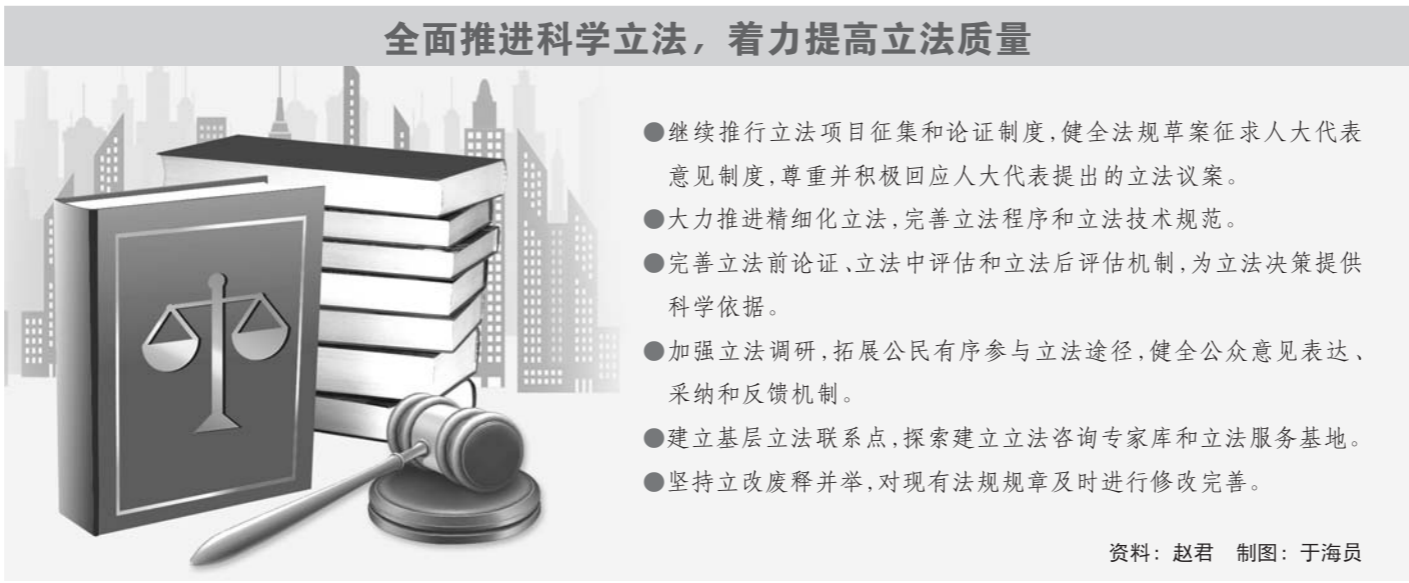 全面推进科学立法，着力提高立法质量
●继续推行立法项目征集和论证制度，健全法规草案征求人大代表
意见制度，尊重并积极回应人大代表提出的立法议案。
●大力推进精细化立法，完善立法程序和立法技术规范。
●完善立法前论证、立法中评估和立法后评估机制，为立法决策提供
科学依据。
●加强立法调研，拓展公民有序参与立法途径，健全公众意见表达、
采纳和反馈机制。
●建立基层立法联系点，探索建立立法咨询专家库和立法服务基地。
●坚持立改废释并举，对现有法规规章及时进行修改完善。
资料：赵君　制图：于海员